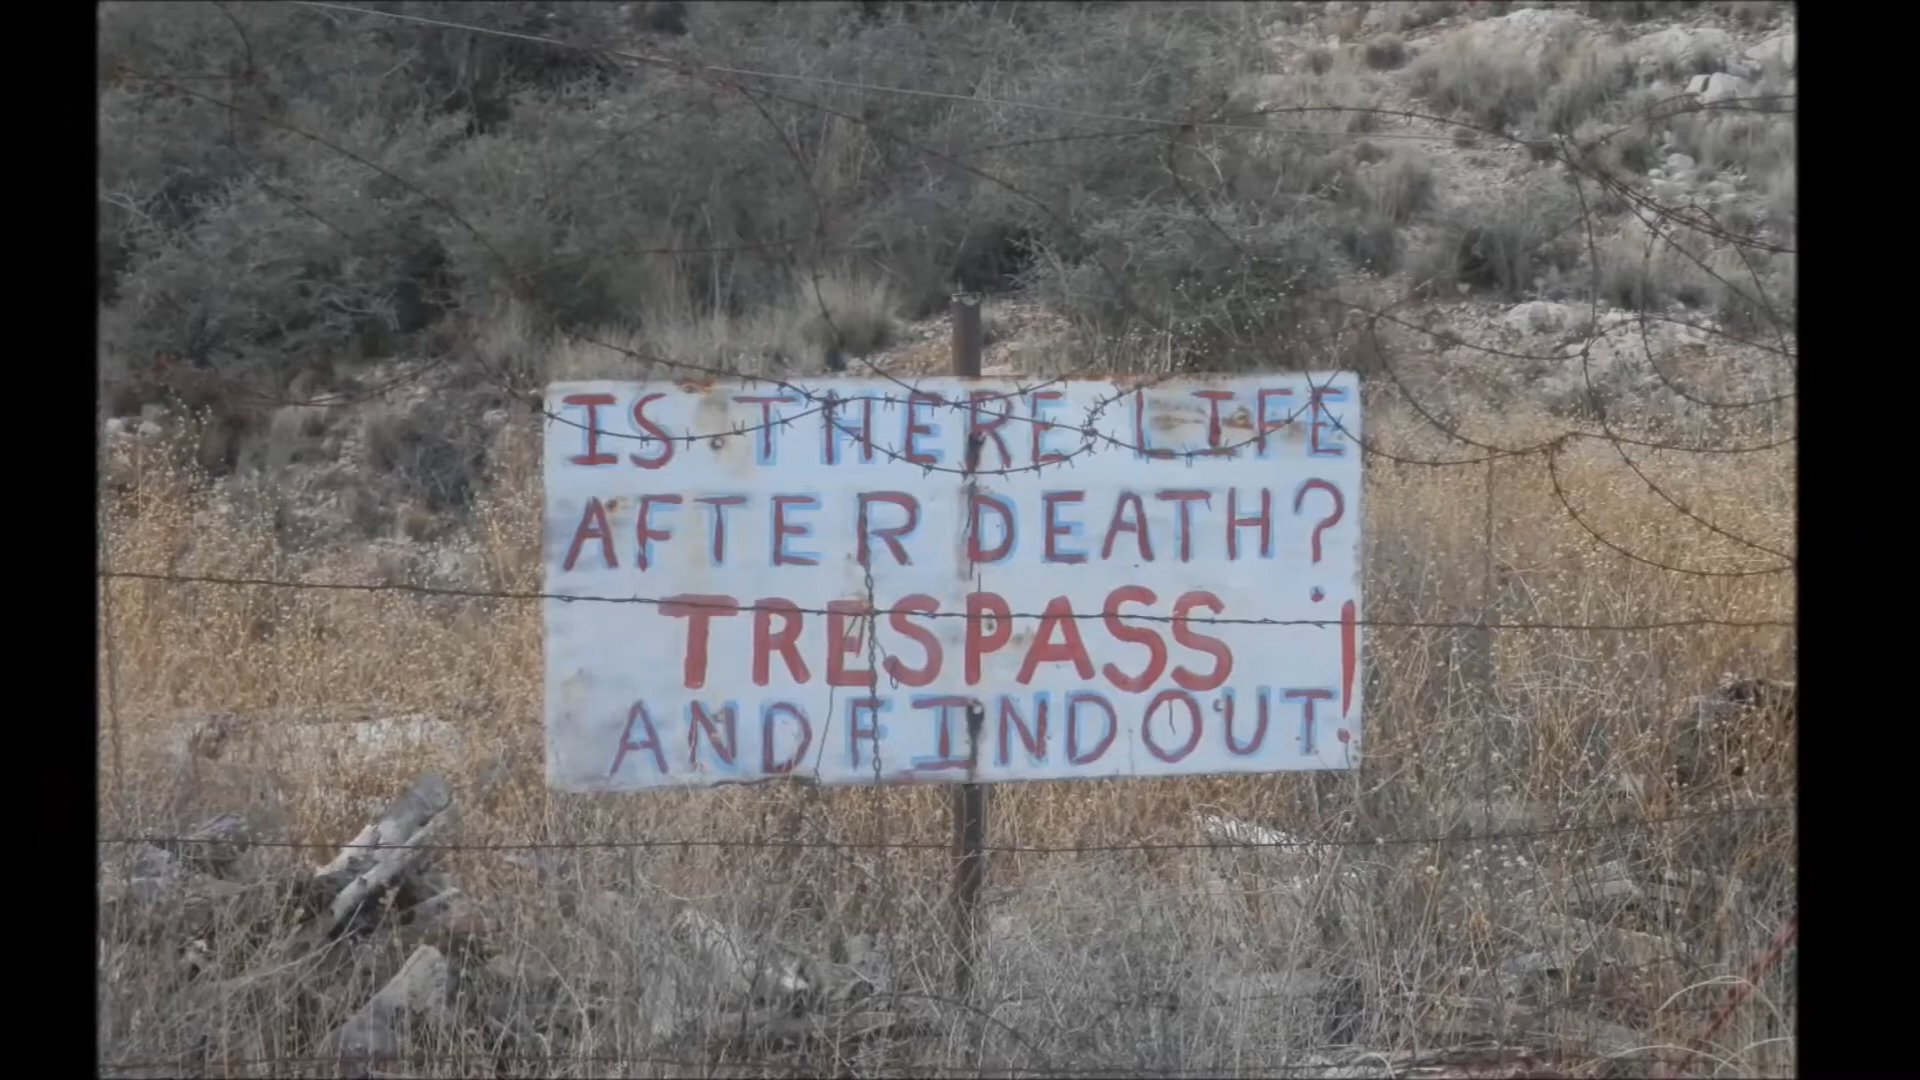 IS THERE LIFE
AFTER DEATH?
TRESPASS
AND FIND OUT!